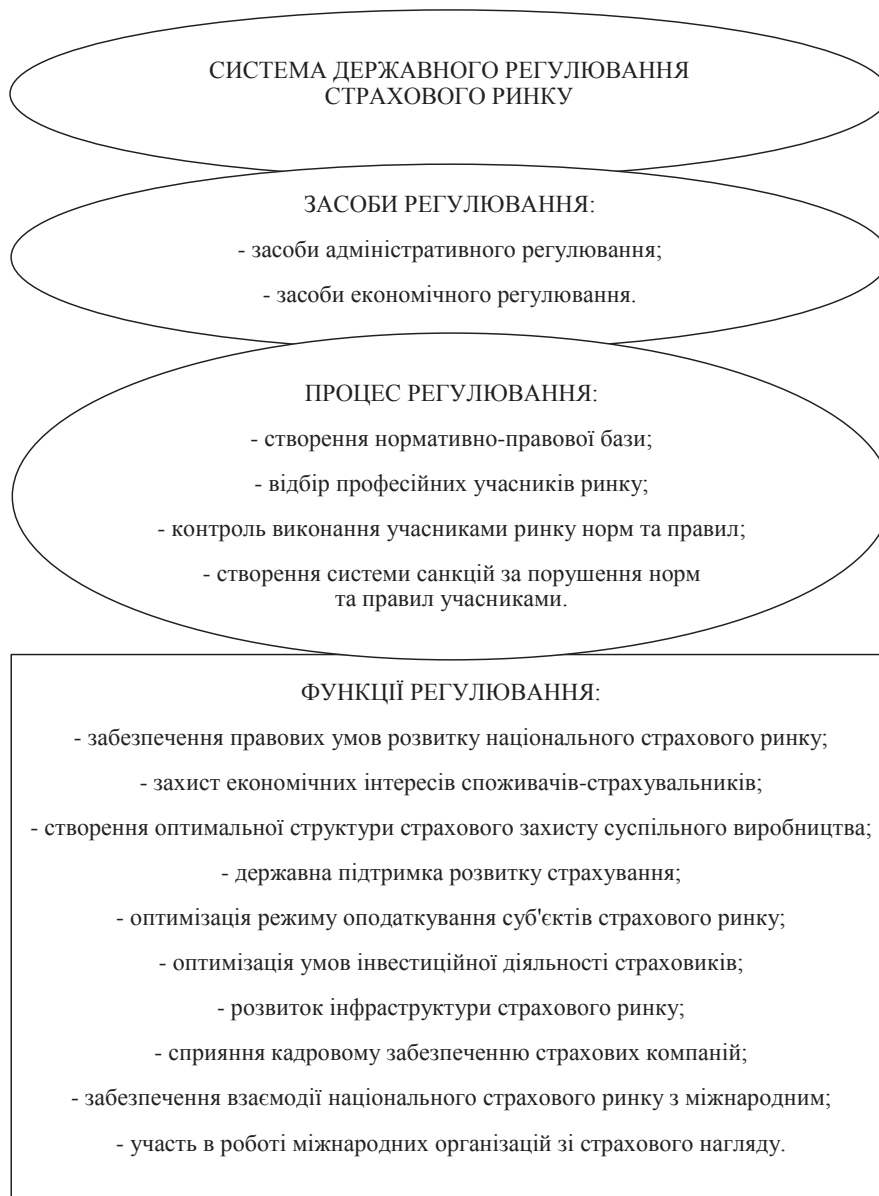 СИСТЕМА ДЕРЖАВНОГО РЕГУЛЮВАННЯ
СТРАХОВОГО РИНКУ
ЗАСОБИ РЕГУЛЮВАННЯ:
- засоби адміністративного регулювання;
- засоби економічного регулювання.
ПРОЦЕС РЕГУЛЮВАННЯ:
- створення нормативно-правової бази;
- відбір професійних учасників ринку;
- контроль виконання учасниками ринку норм та правил;
- створення системи санкцій за порушення норм
та правил учасниками.
ФУНКЦІЇ РЕГУЛЮВАННЯ:
- забезпечення правових умов розвитку національного страхового ринку;
- захист економічних інтересів споживачів-страхувальників;
- створення оптимальної структури страхового захисту суспільного виробництва;
- державна підтримка розвитку страхування;
- оптимізація режиму оподаткування суб'єктів страхового ринку;
- оптимізація умов інвестиційної діяльності страховиків;
- розвиток інфраструктури страхового ринку;
- сприяння кадровому забезпеченню страхових компаній;
- забезпечення взаємодії національного страхового ринку з міжнародним;
- участь в роботі міжнародних організацій зі страхового нагляду.